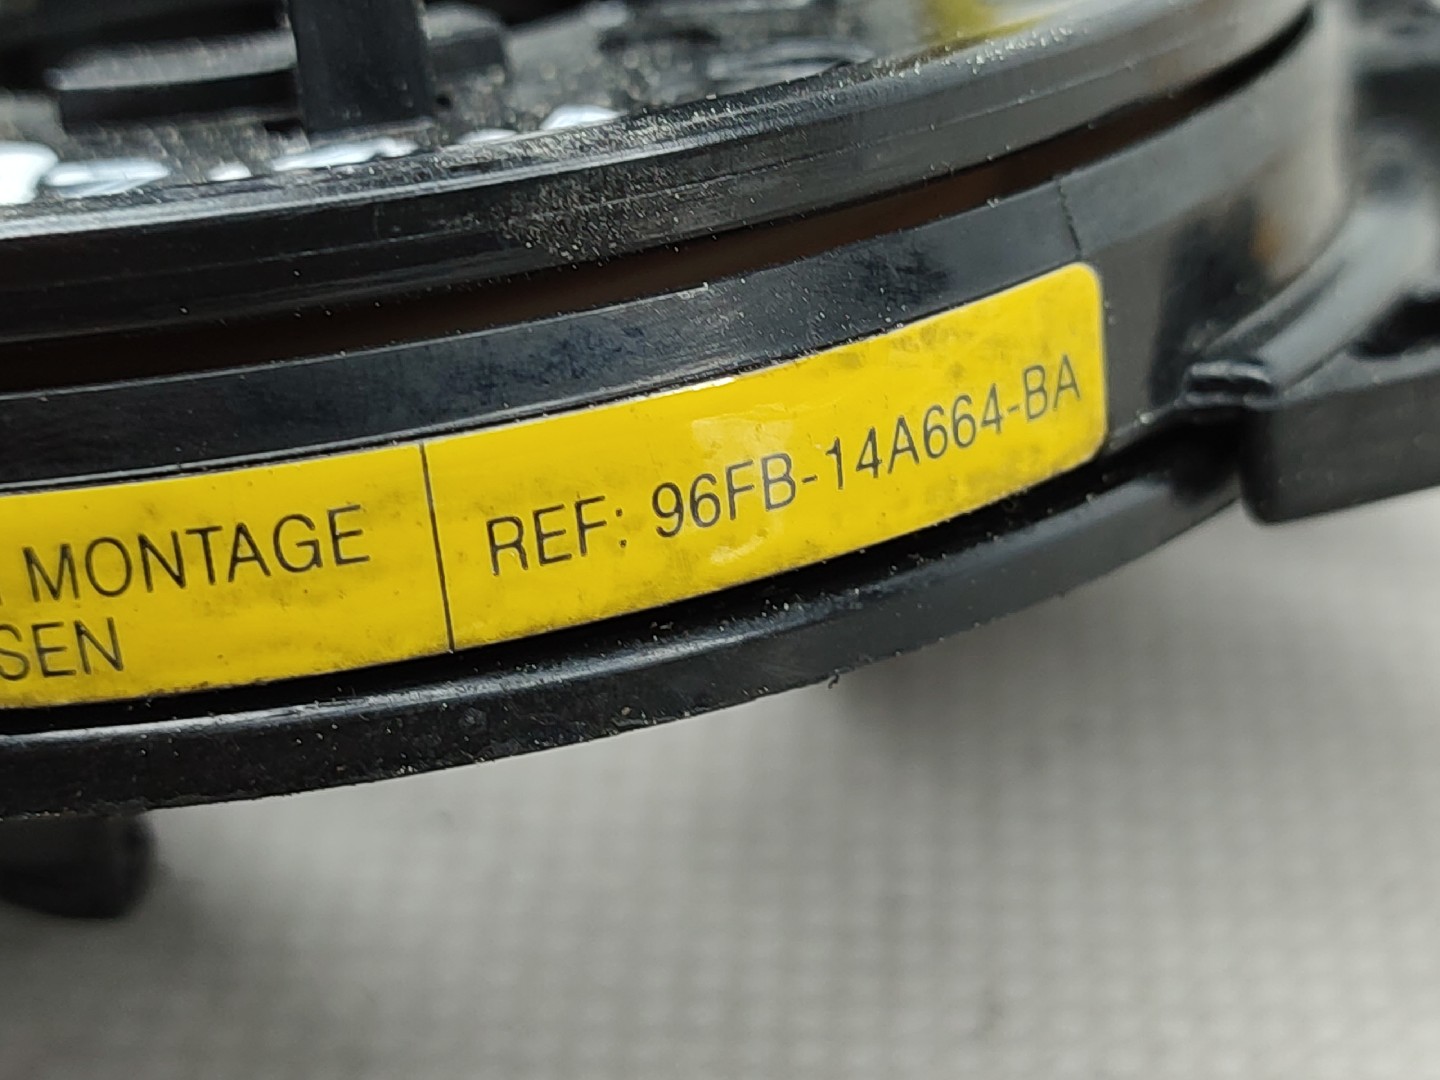 MONTAGE
SEN
REF: 96FB-14A664-BA